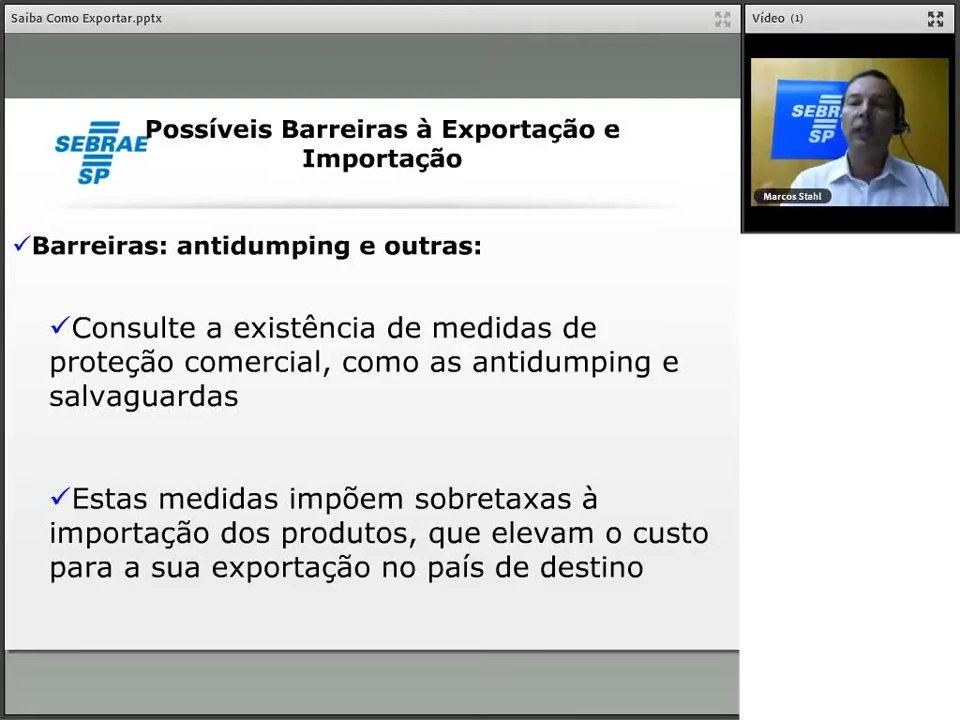 Saiba Como Exportar.pptx
Vídeo (1)
SEBRAE
SP
Possíveis Barreiras à Exportação e
Importação
SEBRAE
SP
Marcos Stahl
✓Barreiras: antidumping e outras:
✓Consulte a existência de medidas de
proteção comercial, como as antidumping e
salvaguardas
✓Estas medidas impõem sobretaxas à
importação dos produtos, que elevam o custo
para a sua exportação no país de destino